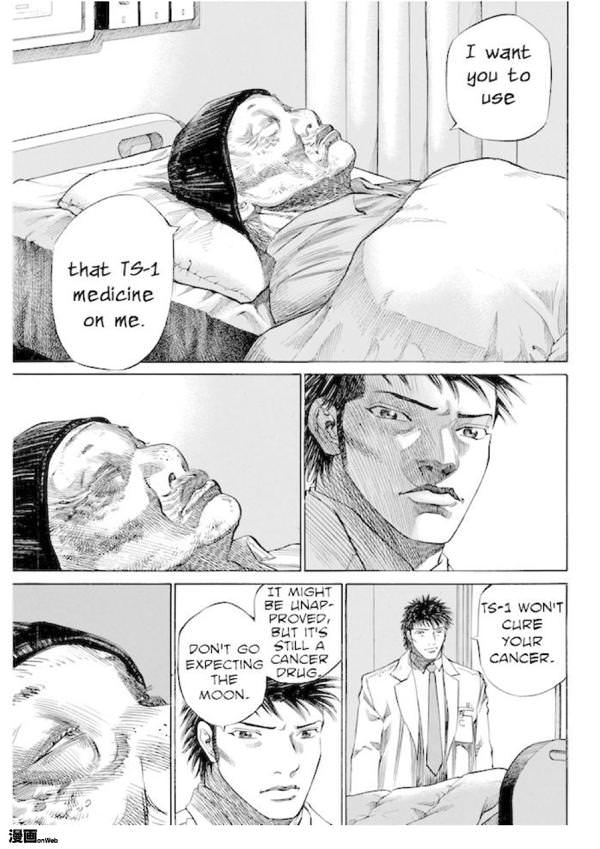 I want
you to
use
that TS-1
medicine
on me.
TS-1 WON'T
CURE
YOUR
CANCER.
IT MIGHT
BE UNAP-
PROVED,
BUT IT'S
STILL A
CANCER
DRUG.
DON'T GO
EXPECTING
THE
MOON.
漫画onWeb